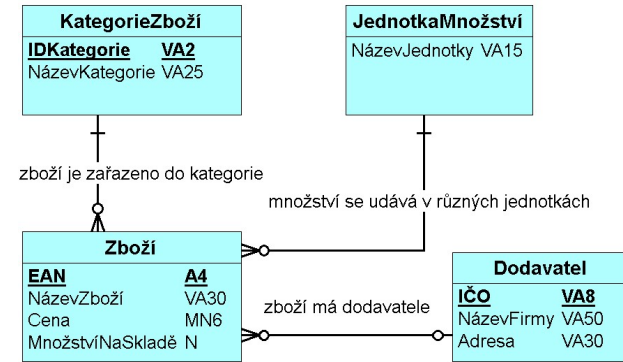 KategorieZboží
IDKategorie VA2
NázevKategorie VA25
JednotkaMnožství
NázevJednotky VA15
zboží je zařazeno do kategorie
množství se udává v různých jednotkách
Zboží
EAN A4
NázevZboží VA30
Cena MN6
MnožstvíNaSkladě N
zboží má dodavatele
Dodavatel
IČO VA8
NázevFirmy VA50
Adresa VA30